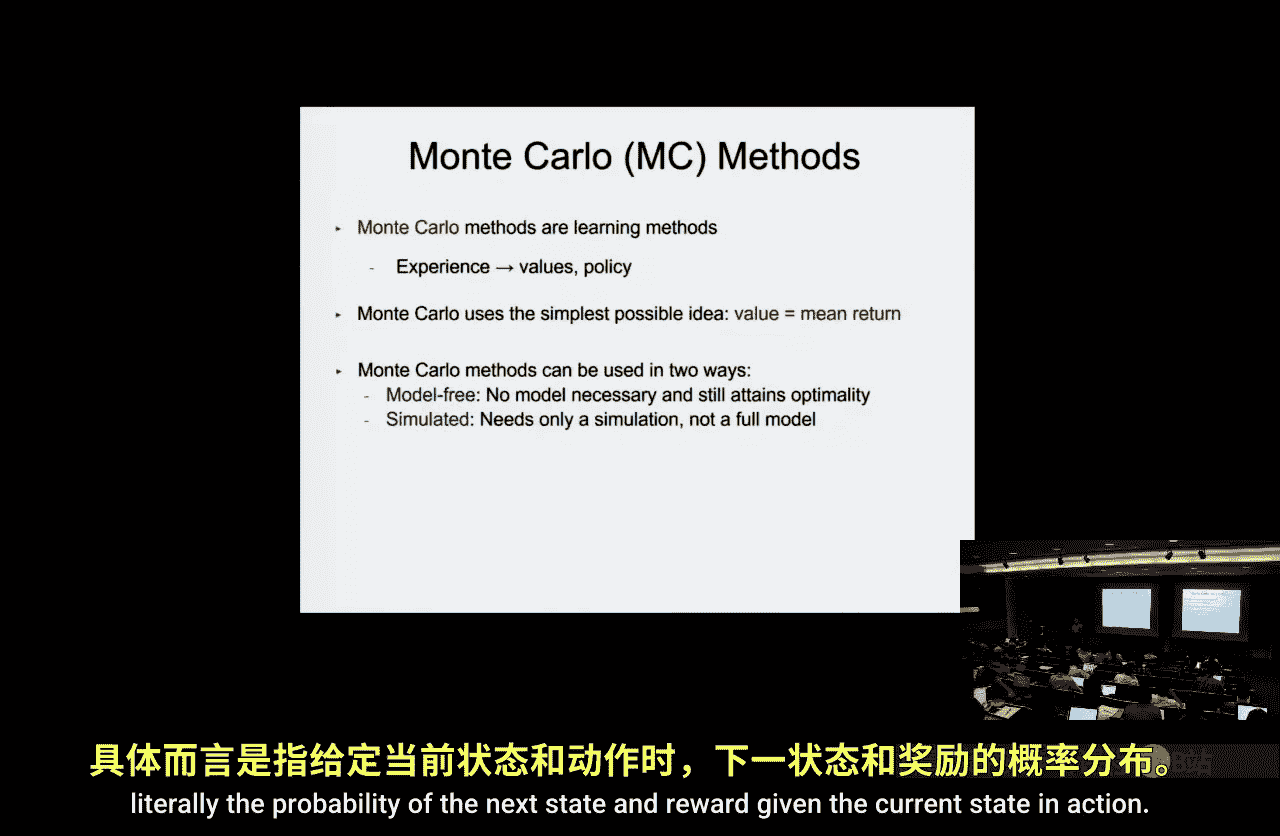 Monte Carlo (MC) Methods
▸ Monte Carlo methods are learning methods
- Experience → values, policy
▸ Monte Carlo uses the simplest possible idea: value = mean return
▸ Monte Carlo methods can be used in two ways:
- Model-free: No model necessary and still attains optimality
- Simulated: Needs only a simulation, not a full model
具体而言是指给定当前状态和动作时，下一状态和奖励的概率分布。
literally the probability of the next state and reward given the current state in action.